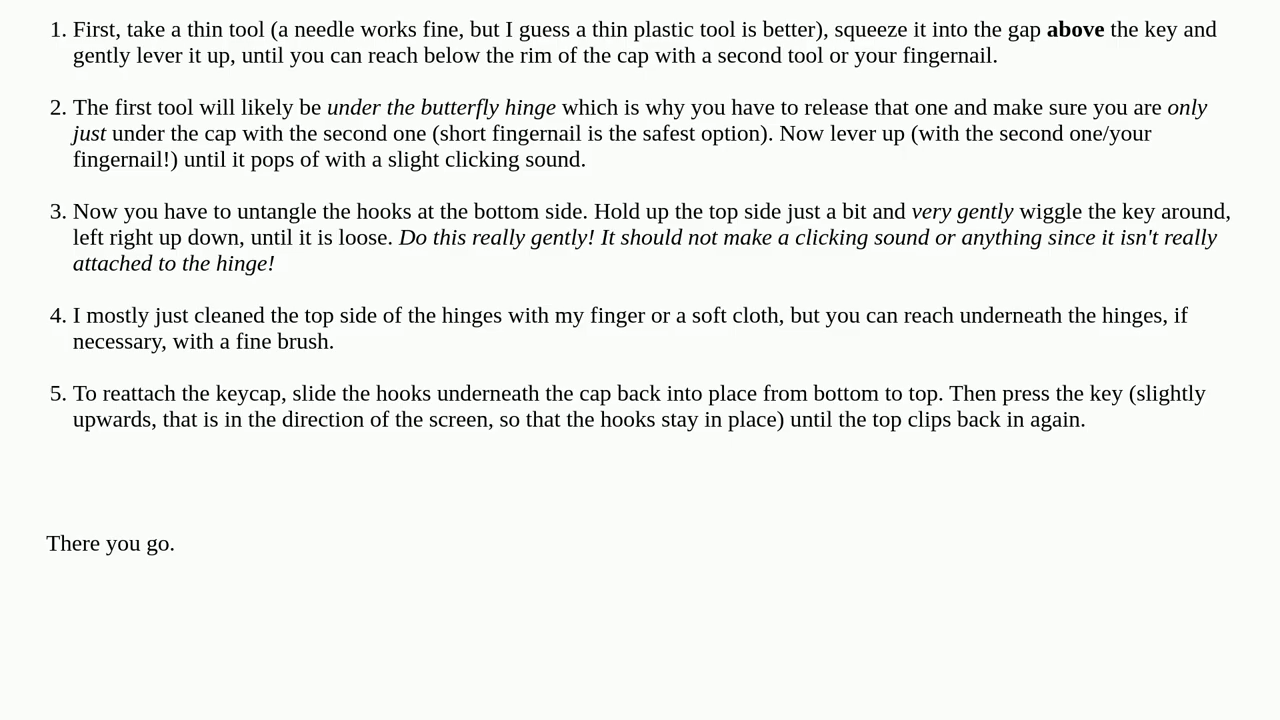 1. First, take a thin tool (a needle works fine, but I guess a thin plastic tool is better), squeeze it into the gap above the key and
gently lever it up, until you can reach below the rim of the cap with a second tool or your fingernail.
2. The first tool will likely be under the butterfly hinge which is why you have to release that one and make sure you are only
just under the cap with the second one (short fingernail is the safest option). Now lever up (with the second one/your
fingernail!) until it pops of with a slight clicking sound.
3. Now you have to untangle the hooks at the bottom side. Hold up the top side just a bit and very gently wiggle the key around,
left right up down, until it is loose. Do this really gently! It should not make a clicking sound or anything since it isn't really
attached to the hinge!
4. I mostly just cleaned the top side of the hinges with my finger or a soft cloth, but you can reach underneath the hinges, if
necessary, with a fine brush.
5. To reattach the keycap, slide the hooks underneath the cap back into place from bottom to top. Then press the key (slightly
upwards, that is in the direction of the screen, so that the hooks stay in place) until the top clips back in again.
There you go.